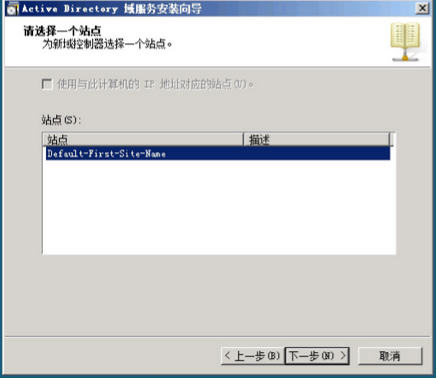 Active Directory 域服务安装向导
请选择一个站点
为新域控制器选择一个站点。
使用与此计算机的 IP 地址对应的站点(U)。
站点(S):
站点 描述
Default-First-Site-Name
< 上一步(B) 下一步(N) > 取消